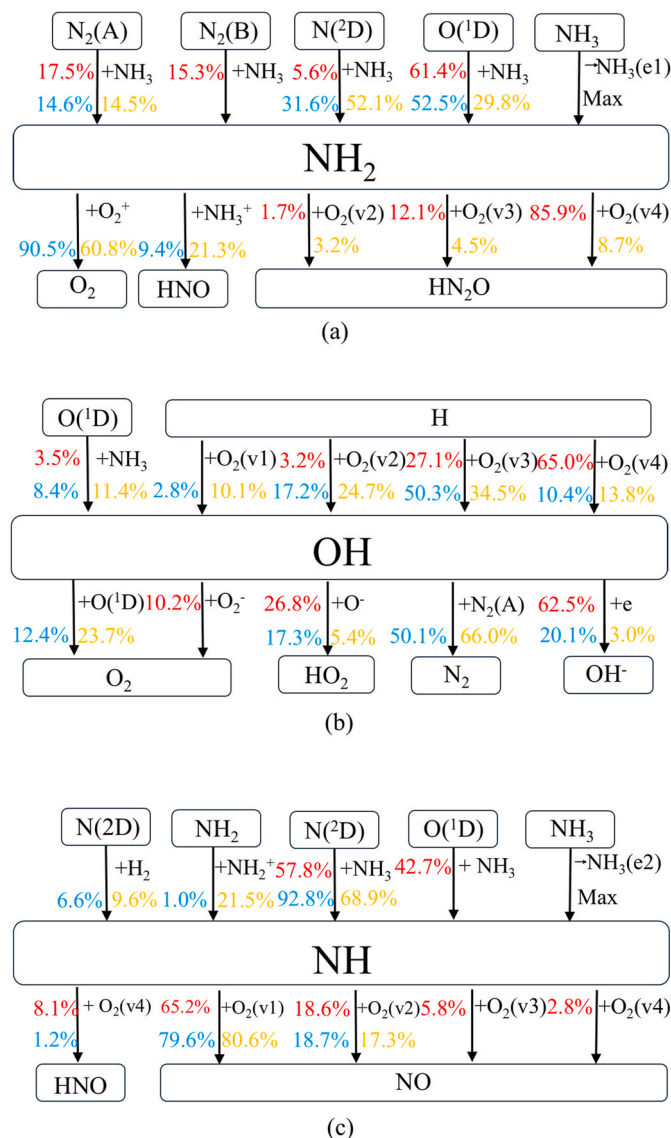 N₂(A) N₂(B) N(²D) O(¹D) NH₃
17.5% +NH₃ 15.3% +NH₃ 5.6% +NH₃ 61.4% +NH₃ →NH₃(e1)
14.6% 14.5% 31.6% 52.1% 52.5% 29.8% Max
NH₂
+O₂⁺ +NH₃⁺ 1.7% +O₂(v2) 12.1% +O₂(v3) 85.9% +O₂(v4)
90.5% 60.8% 9.4% 21.3% 3.2% 4.5% 8.7%
O₂ HNO HN₂O
(a)
O(¹D) H
3.5% +NH₃ +O₂(v1) 3.2% +O₂(v2) 27.1% +O₂(v3) 65.0% +O₂(v4)
8.4% 11.4% 2.8% 10.1% 17.2% 24.7% 50.3% 34.5% 10.4% 13.8%
OH
+O(¹D) 10.2% +O₂⁻ 26.8% +O⁻ +N₂(A) 62.5% +e
12.4% 23.7% 17.3% 5.4% 50.1% 66.0% 20.1% 3.0%
O₂ HO₂ N₂ OH⁻
(b)
N(2D) NH₂ N(²D) O(¹D) NH₃
+H₂ +NH₂⁺ 57.8% +NH₃ 42.7% + NH₃ →NH₃(e2)
6.6% 9.6% 1.0% 21.5% 92.8% 68.9% Max
NH
8.1% + O₂(v4) 65.2% +O₂(v1) 18.6% +O₂(v2) 5.8% +O₂(v3) 2.8% +O₂(v4)
1.2% 79.6% 80.6% 18.7% 17.3%
HNO NO
(c)